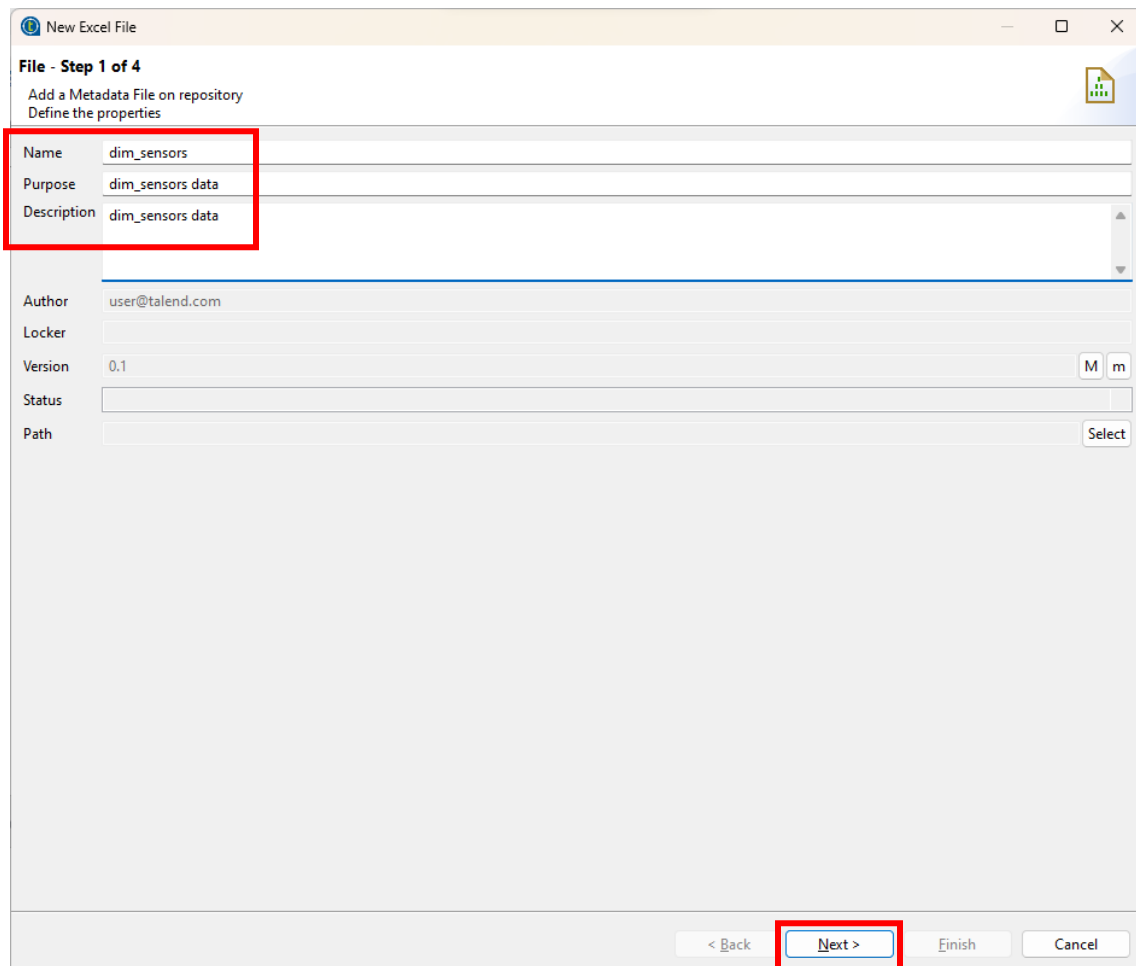 New Excel File
File - Step 1 of 4
Add a Metadata File on repository
Define the properties
Name dim_sensors
Purpose dim_sensors data
Description dim_sensors data
Author user@talend.com
Locker
Version 0.1 M m
Status
Path Select
< Back Next > Finish Cancel